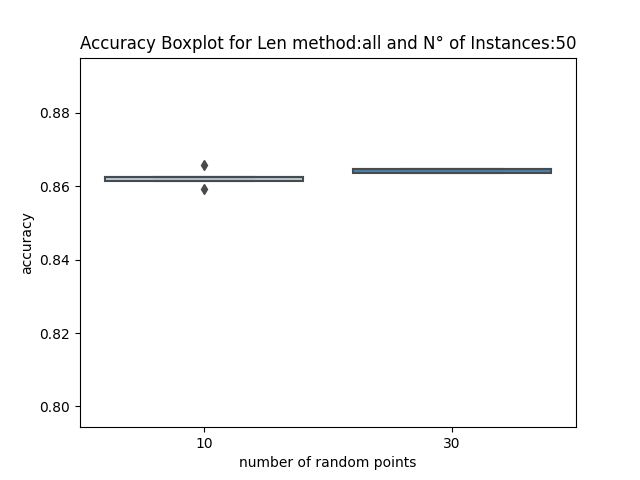 Accuracy Boxplot for Len method:all and N° of Instances:50
0.88
0.86
0.84
0.82
0.80
accuracy
10 30
number of random points